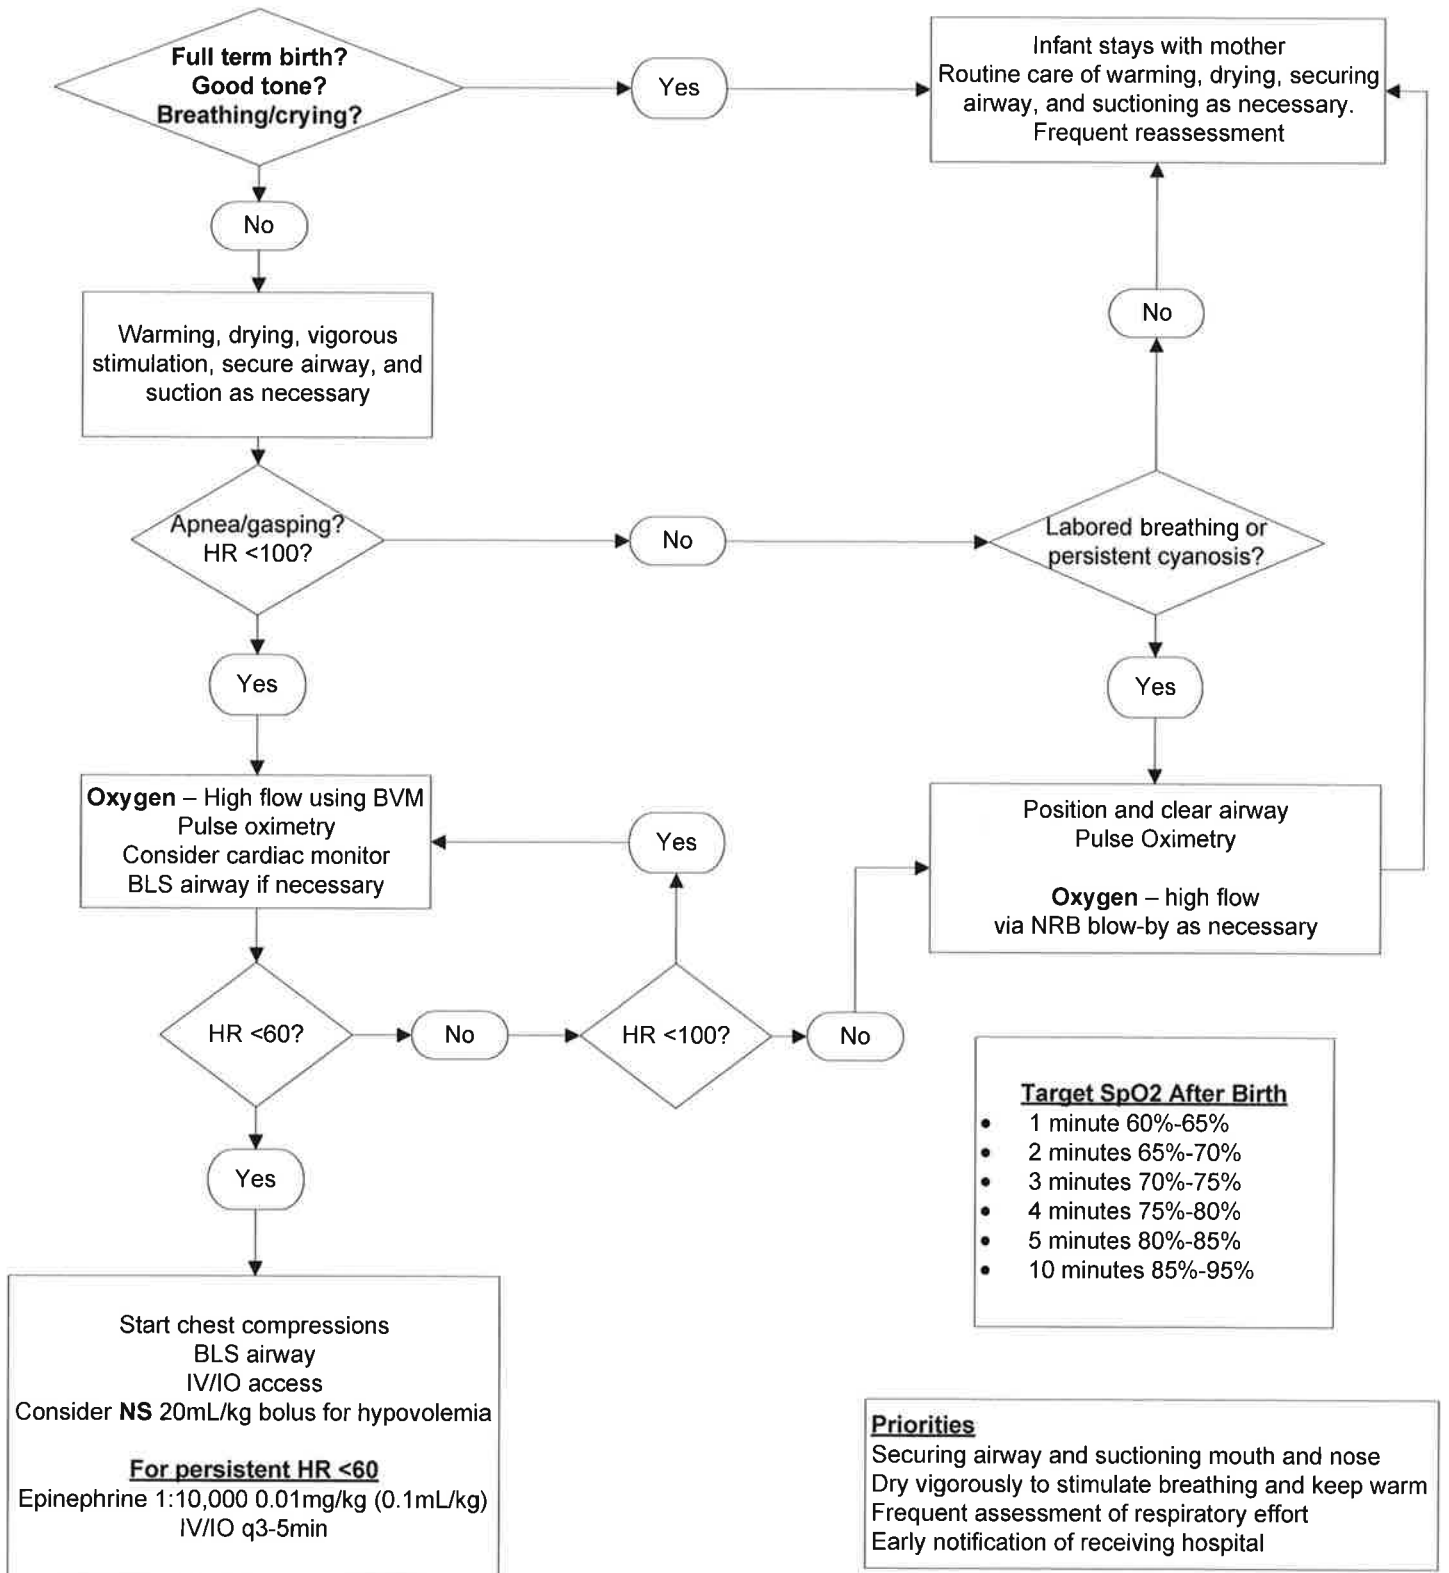 Full term birth?
Good tone?
Breathing/crying?
Yes
Infant stays with mother
Routine care of warming, drying, securing
airway, and suctioning as necessary.
Frequent reassessment
No
Warming, drying, vigorous
stimulation, secure airway, and
suction as necessary
No
Apnea/gasping?
HR <100?
No
Labored breathing or
persistent cyanosis?
Yes
Yes
Oxygen – High flow using BVM
Pulse oximetry
Consider cardiac monitor
BLS airway if necessary
Yes
Position and clear airway
Pulse Oximetry
Oxygen – high flow
via NRB blow-by as necessary
HR <60?
No
HR <100?
No
Yes
Target SpO2 After Birth
• 1 minute 60%-65%
• 2 minutes 65%-70%
• 3 minutes 70%-75%
• 4 minutes 75%-80%
• 5 minutes 80%-85%
• 10 minutes 85%-95%
Start chest compressions
BLS airway
IV/IO access
Consider NS 20mL/kg bolus for hypovolemia
For persistent HR <60
Epinephrine 1:10,000 0.01mg/kg (0.1mL/kg)
IV/IO q3-5min
Priorities
Securing airway and suctioning mouth and nose
Dry vigorously to stimulate breathing and keep warm
Frequent assessment of respiratory effort
Early notification of receiving hospital